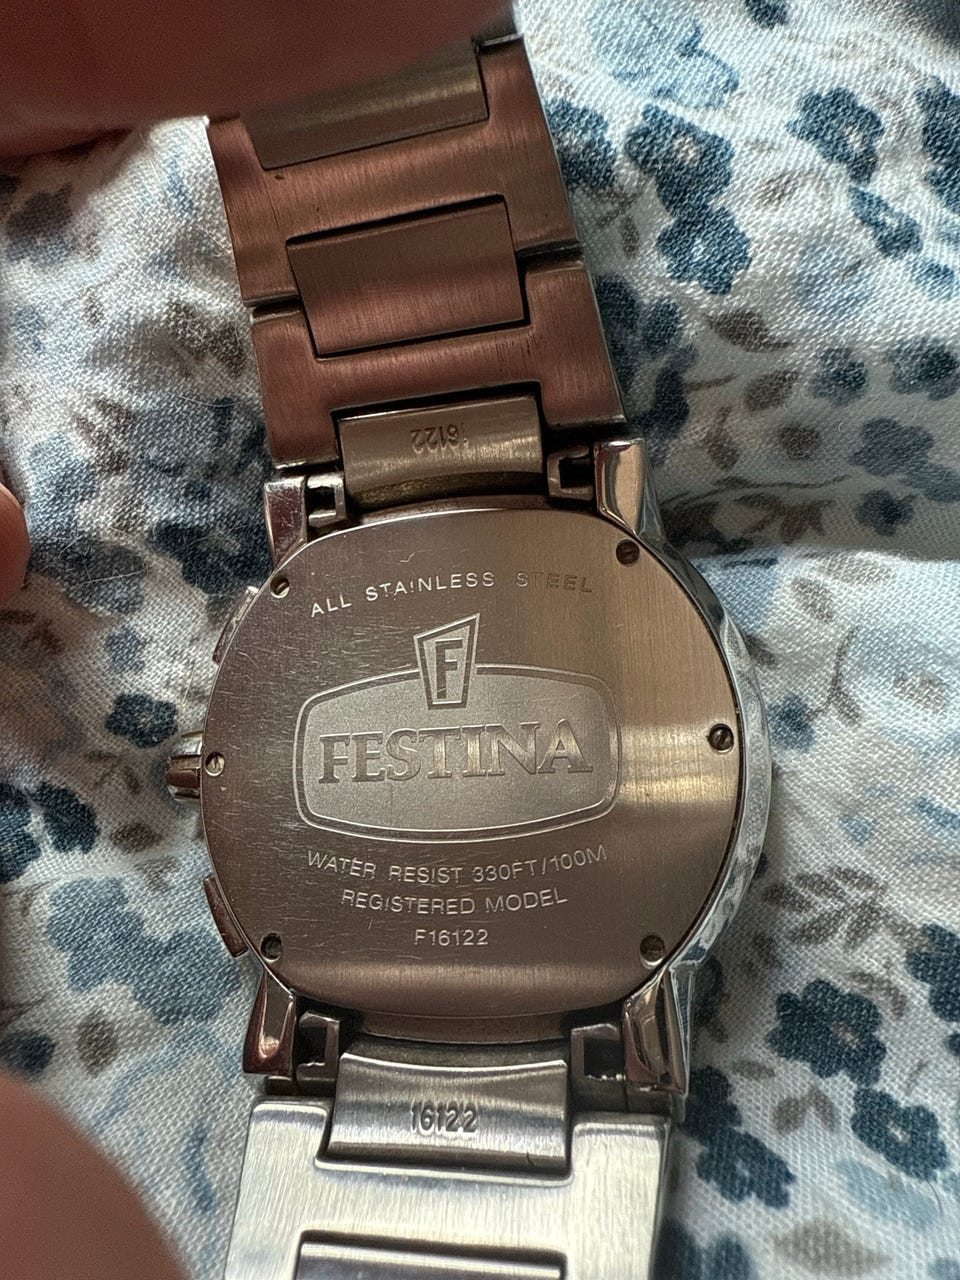 16122
ALL STAINLESS STEEL
F
FESTINA
WATER RESIST 330FT/100M
REGISTERED MODEL
F16122
16122